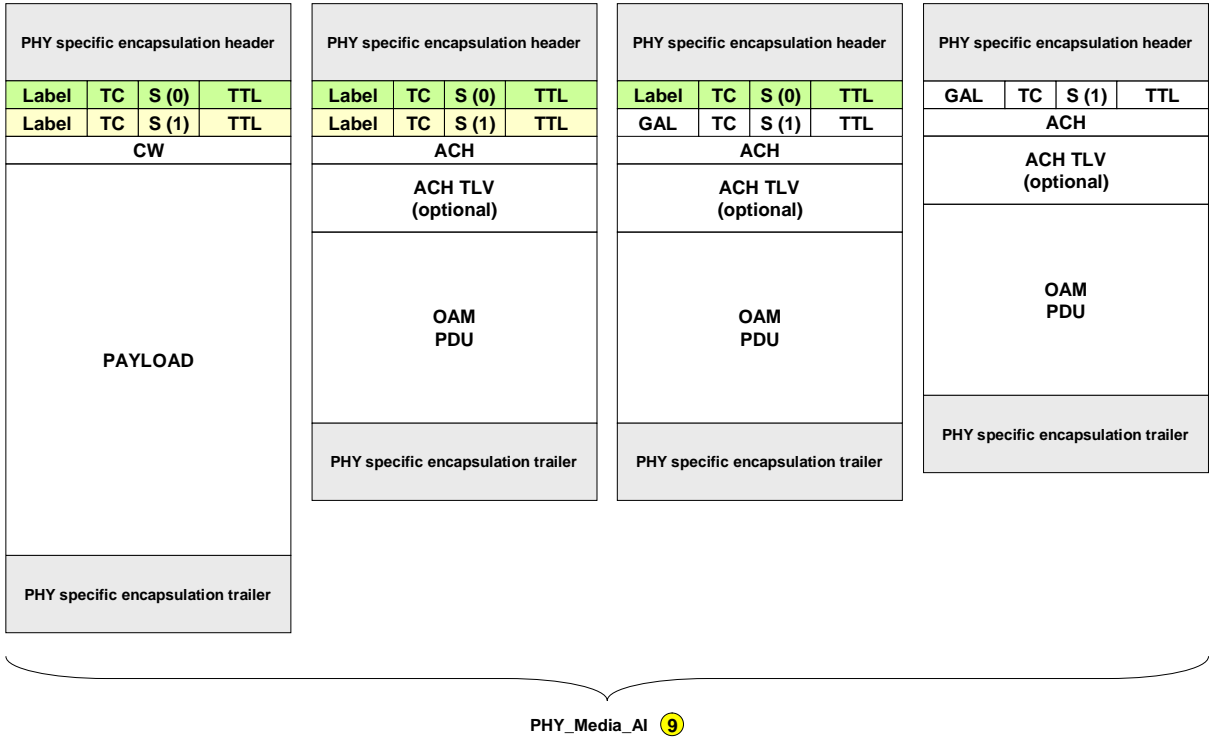 PHY specific encapsulation header
Label TC S (0) TTL
Label TC S (1) TTL
CW
PAYLOAD
PHY specific encapsulation trailer
PHY specific encapsulation header
Label TC S (0) TTL
Label TC S (1) TTL
ACH
ACH TLV
(optional)
OAM
PDU
PHY specific encapsulation trailer
PHY specific encapsulation header
Label TC S (0) TTL
GAL TC S (1) TTL
ACH
ACH TLV
(optional)
OAM
PDU
PHY specific encapsulation trailer
PHY specific encapsulation header
GAL TC S (1) TTL
ACH
ACH TLV
(optional)
OAM
PDU
PHY specific encapsulation trailer
PHY_Media_AI 9